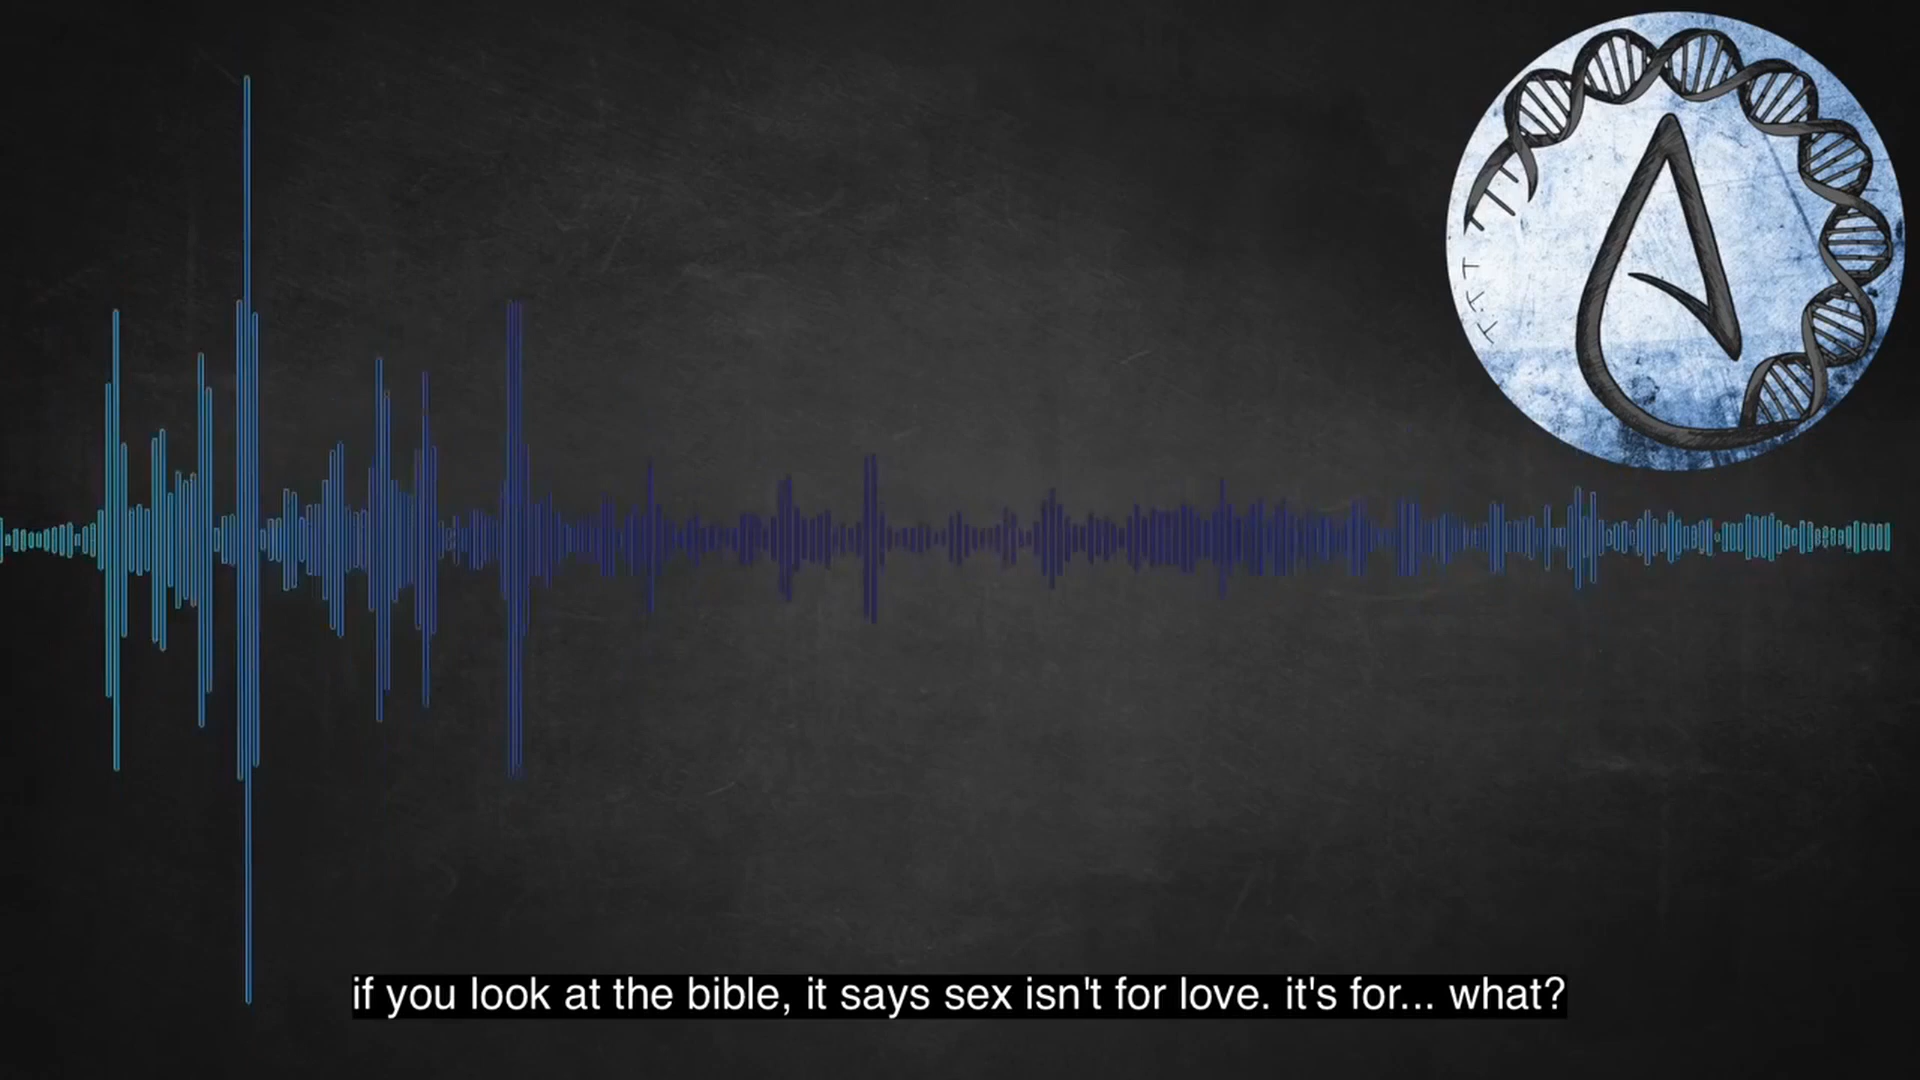 if you look at the bible, it says sex isn't for love. it's for... what?